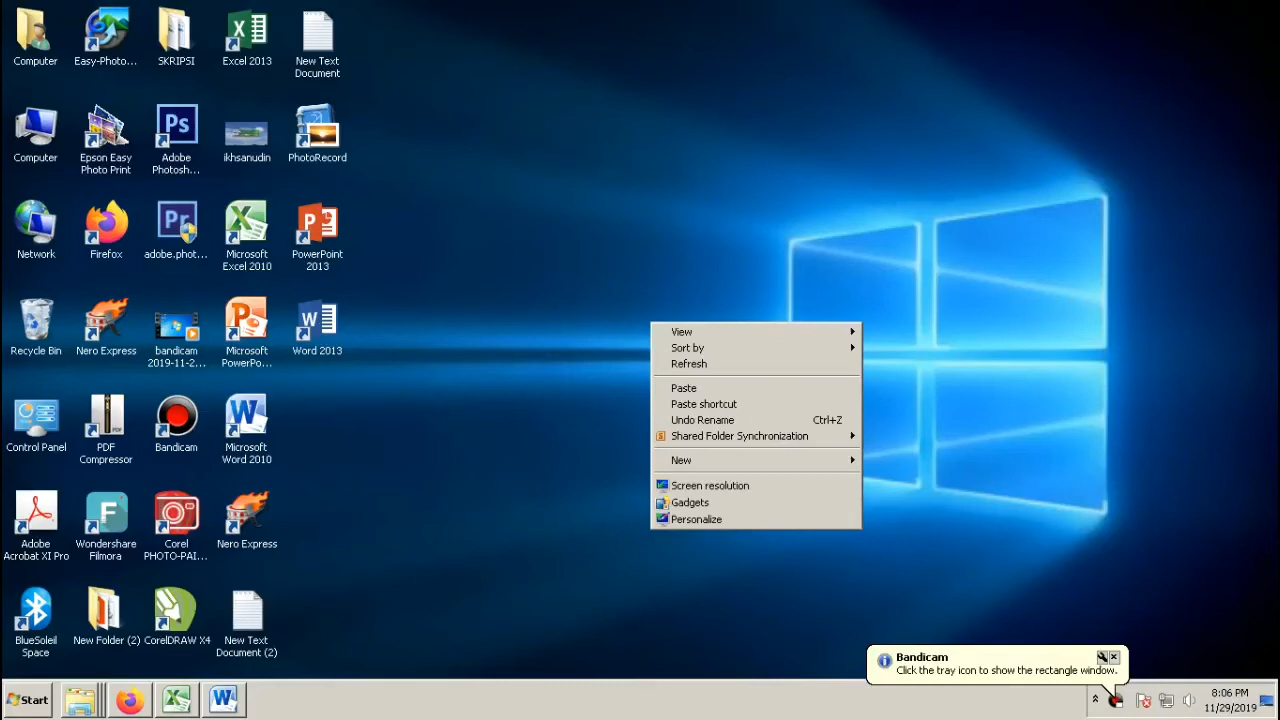 Computer
Easy-Photo...
SKRIPSI
Excel 2013
New Text
Document
Computer
Epson Easy
Photo Print
Ps
Adobe
Photosh...
ikhsanudin
PhotoRecord
Network
Firefox
Pr
adobe.phot...
Microsoft
Excel 2010
PowerPoint
2013
Recycle Bin
Nero Express
bandicam
2019-11-2...
Microsoft
PowerPo...
Word 2013
Control Panel
PDF
PDF
Compressor
Bandicam
Microsoft
Word 2010
Adobe
Acrobat XI Pro
Wondershare
Filmora
Corel
PHOTO-PAI...
Nero Express
BlueSoleil
Space
New Folder (2)
CorelDRAW X4
New Text
Document (2)
View
Sort by
Refresh
Paste
Paste shortcut
Undo Rename Ctrl+Z
Shared Folder Synchronization
New
Screen resolution
Gadgets
Personalize
Bandicam
Click the tray icon to show the rectangle window.
Start
8:06 PM
11/29/2019